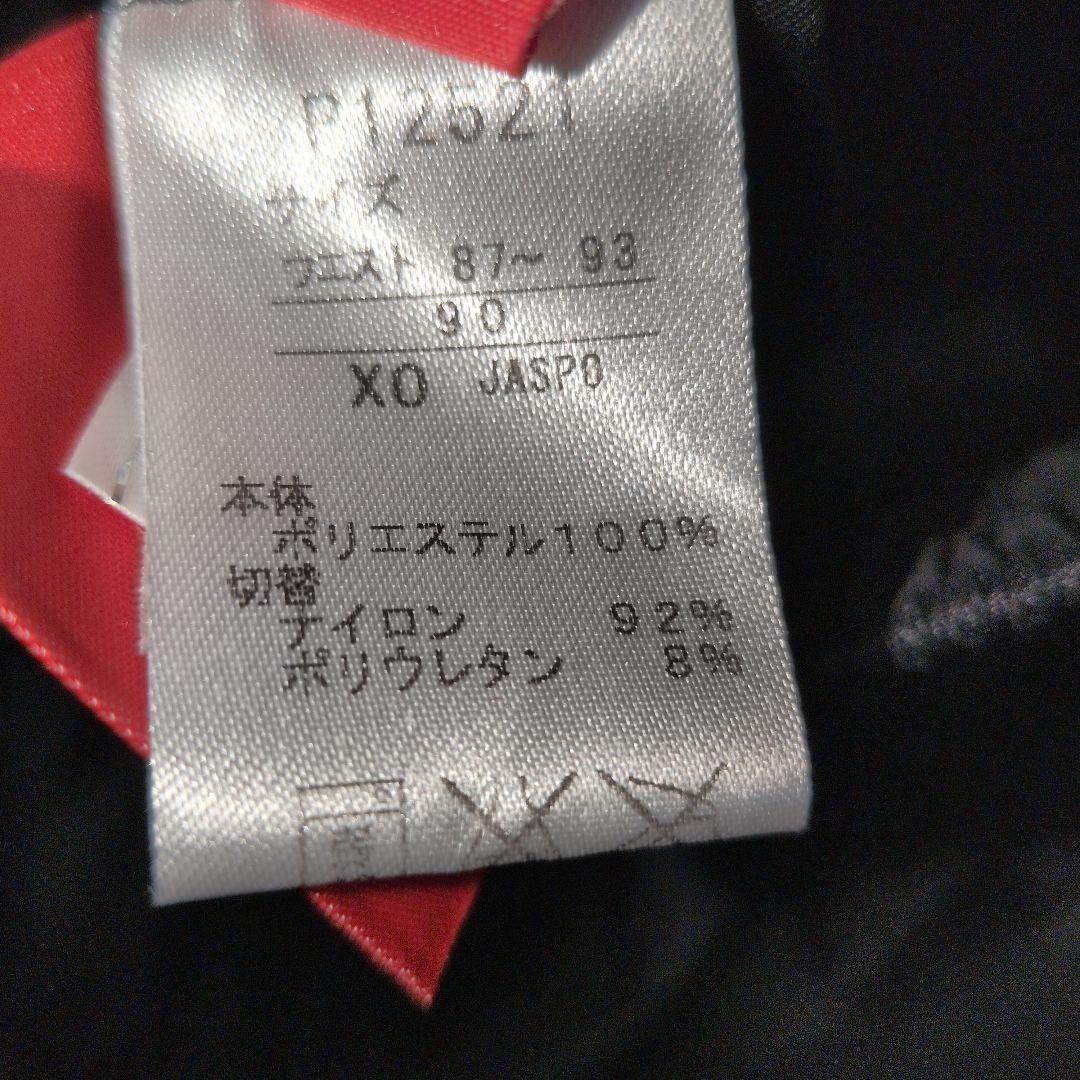 P12521
サイズ
ウエスト 87~ 93
90
XO JASPO
本体
ポリエステル100%
切替
ナイロン 92%
ポリウレタン 8%